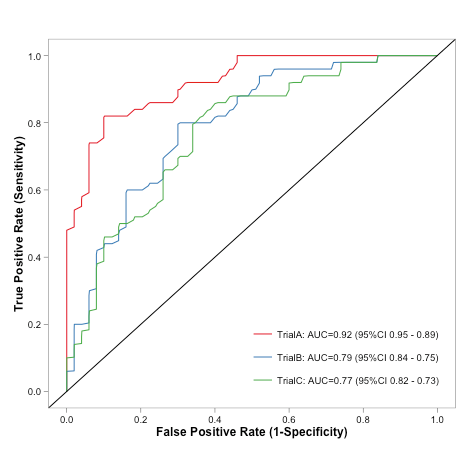 1.0
0.8
0.6
0.4
0.2
0.0
True Positive Rate (Sensitivity)
TrialA: AUC=0.92 (95%CI 0.95 - 0.89)
TrialB: AUC=0.79 (95%CI 0.84 - 0.75)
TrialC: AUC=0.77 (95%CI 0.82 - 0.73)
0.0 0.2 0.4 0.6 0.8 1.0
False Positive Rate (1-Specificity)